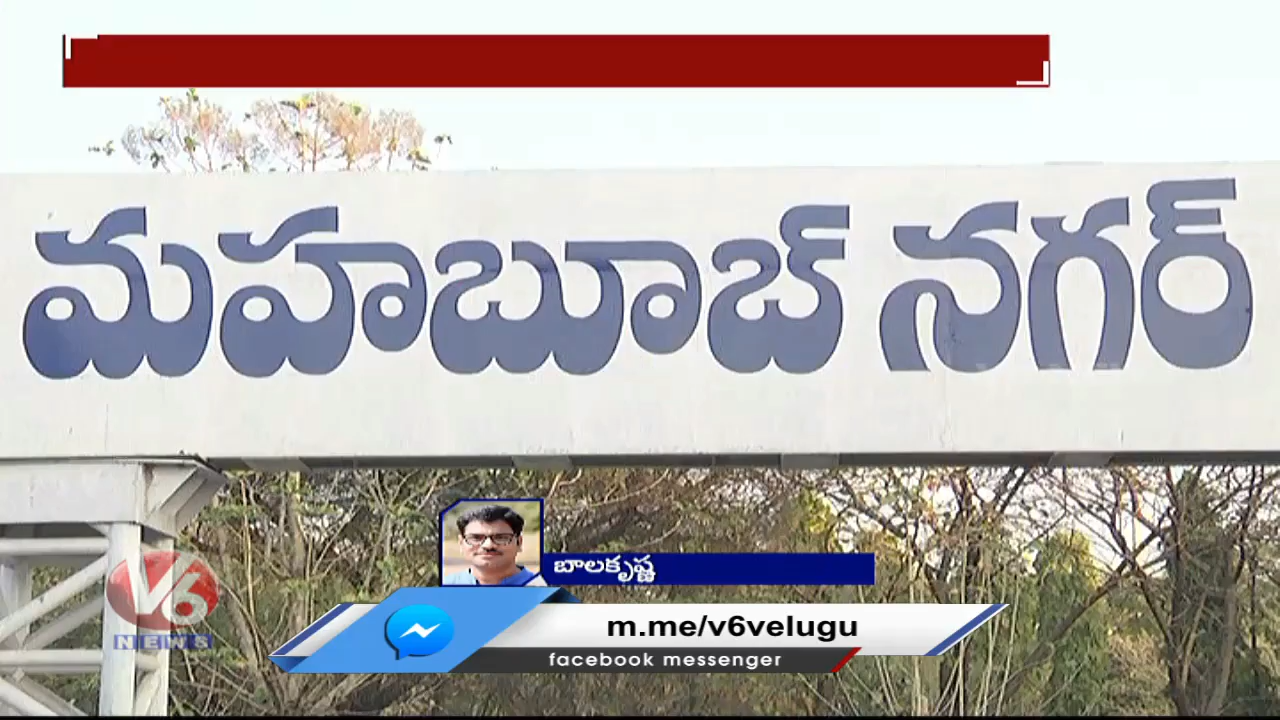 మహబూబ్ నగర్
బాలకృష్ణ
V6
NEWS
m.me/v6velugu
facebook messenger